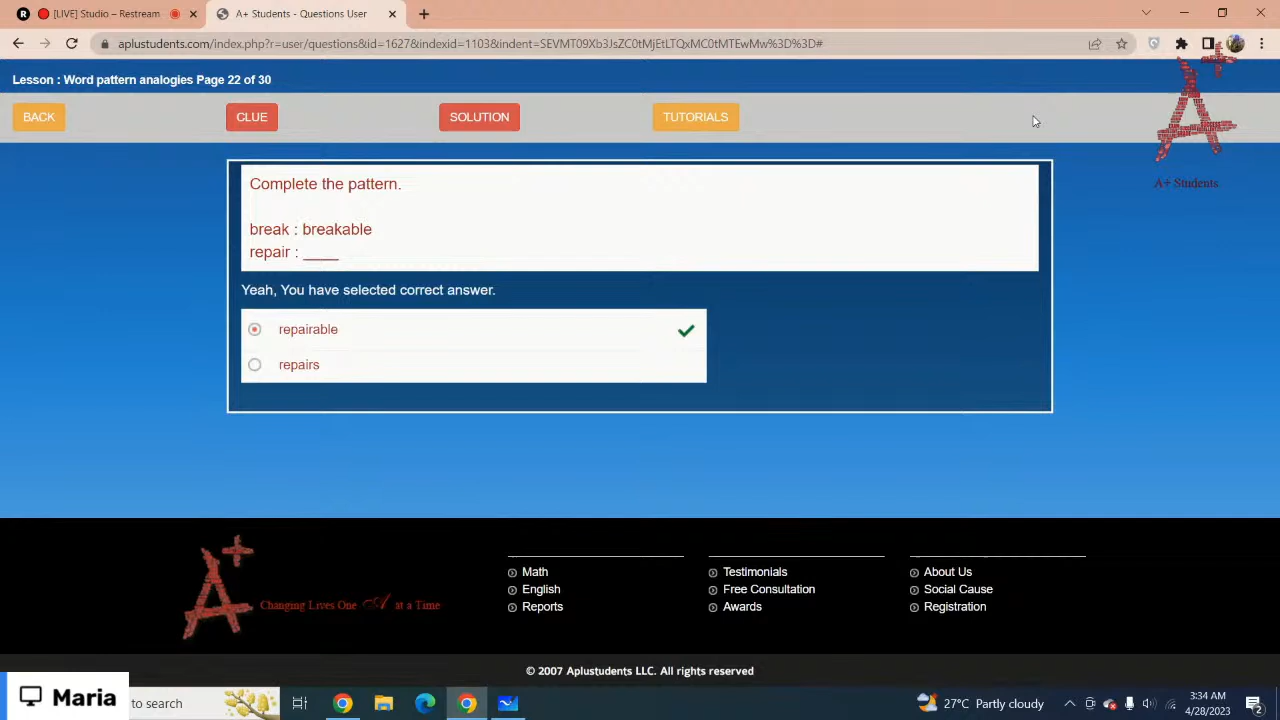 [LIVE] Studio – Restream
A+ Students - Questions User
aplustudents.com/index.php?r=user/questions&id=1627&indexid=1103&indent=SEVMT09Xb3JsZC0tMjEtLTQxMC0tMTEwMw%3D%3D#
Lesson : Word pattern analogies Page 22 of 30
BACK
CLUE
SOLUTION
TUTORIALS
A+ Students
Complete the pattern.
break : breakable
repair : ____
Yeah, You have selected correct answer.
repairable
repairs
A+
Changing Lives One A at a Time
Math
English
Reports
Testimonials
Free Consultation
Awards
About Us
Social Cause
Registration
© 2007 Aplustudents LLC. All rights reserved
Maria
to search
27°C Partly cloudy
3:34 AM
4/28/2023
2